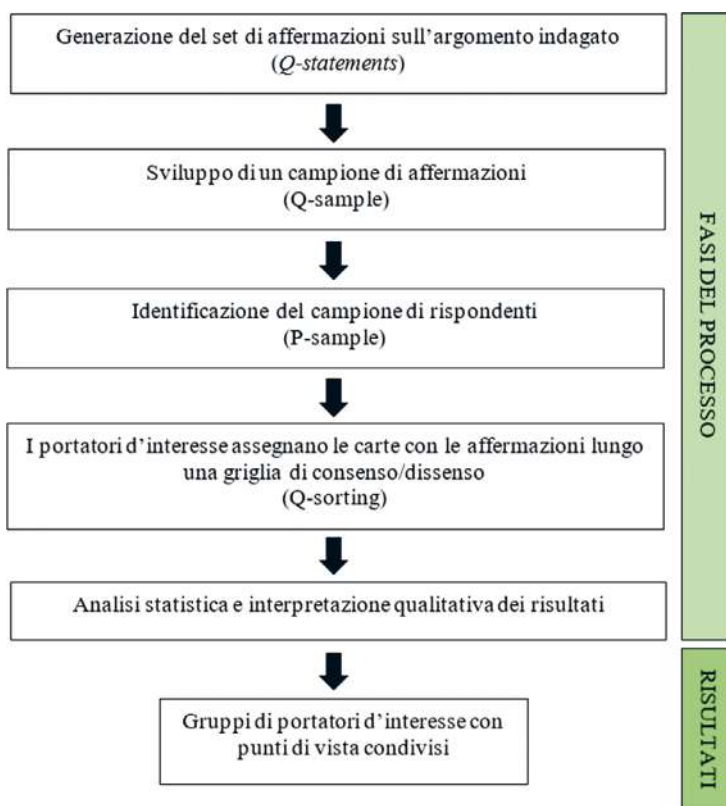 Generazione del set di affermazioni sull’argomento indagato
(Q-statements)
Sviluppo di un campione di affermazioni
(Q-sample)
Identificazione del campione di rispondenti
(P-sample)
I portatori d’interesse assegnano le carte con le affermazioni lungo
una griglia di consenso/dissenso
(Q-sorting)
Analisi statistica e interpretazione qualitativa dei risultati
Gruppi di portatori d’interesse con
punti di vista condivisi
FASI DEL PROCESSO
RISULTATI